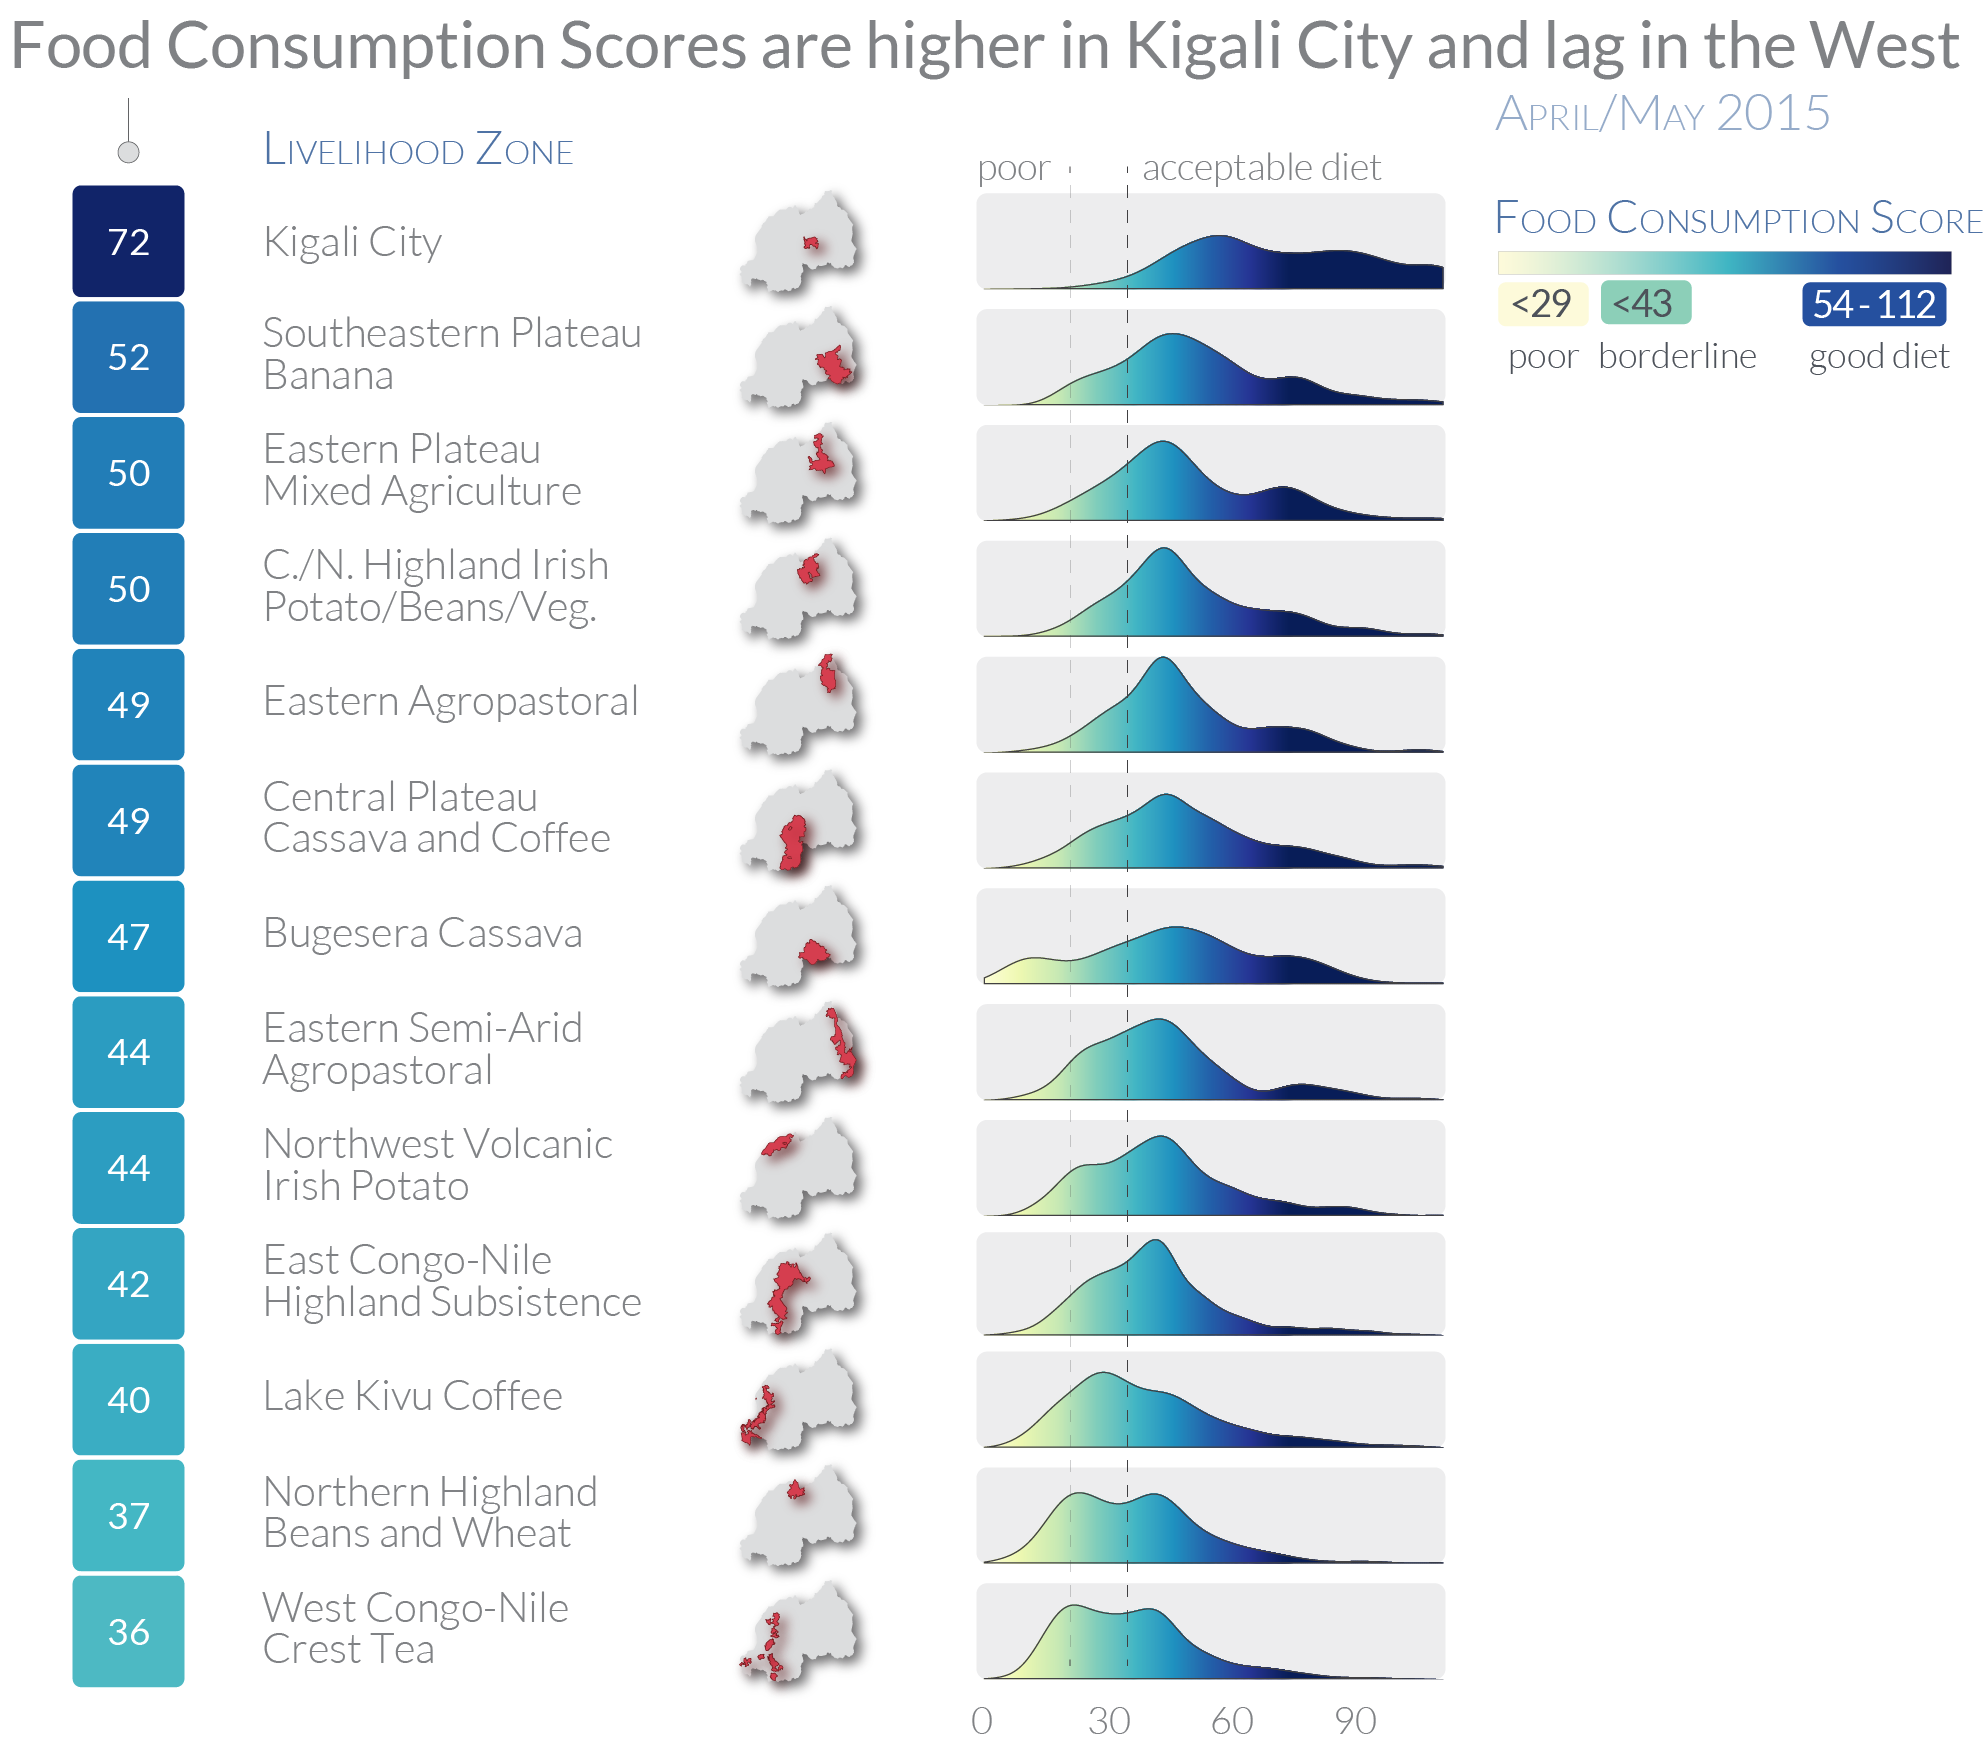 Food Consumption Scores are higher in Kigali City and lag in the West
April/May 2015
Livelihood Zone
poor
acceptable diet
Food Consumption Score
<29
<43
54-112
poor
borderline
good diet
72
Kigali City
52
Southeastern Plateau
Banana
50
Eastern Plateau
Mixed Agriculture
50
C./N. Highland Irish
Potato/Beans/Veg.
49
Eastern Agropastoral
49
Central Plateau
Cassava and Coffee
47
Bugesera Cassava
44
Eastern Semi-Arid
Agropastoral
44
Northwest Volcanic
Irish Potato
42
East Congo-Nile
Highland Subsistence
40
Lake Kivu Coffee
37
Northern Highland
Beans and Wheat
36
West Congo-Nile
Crest Tea
0 30 60 90